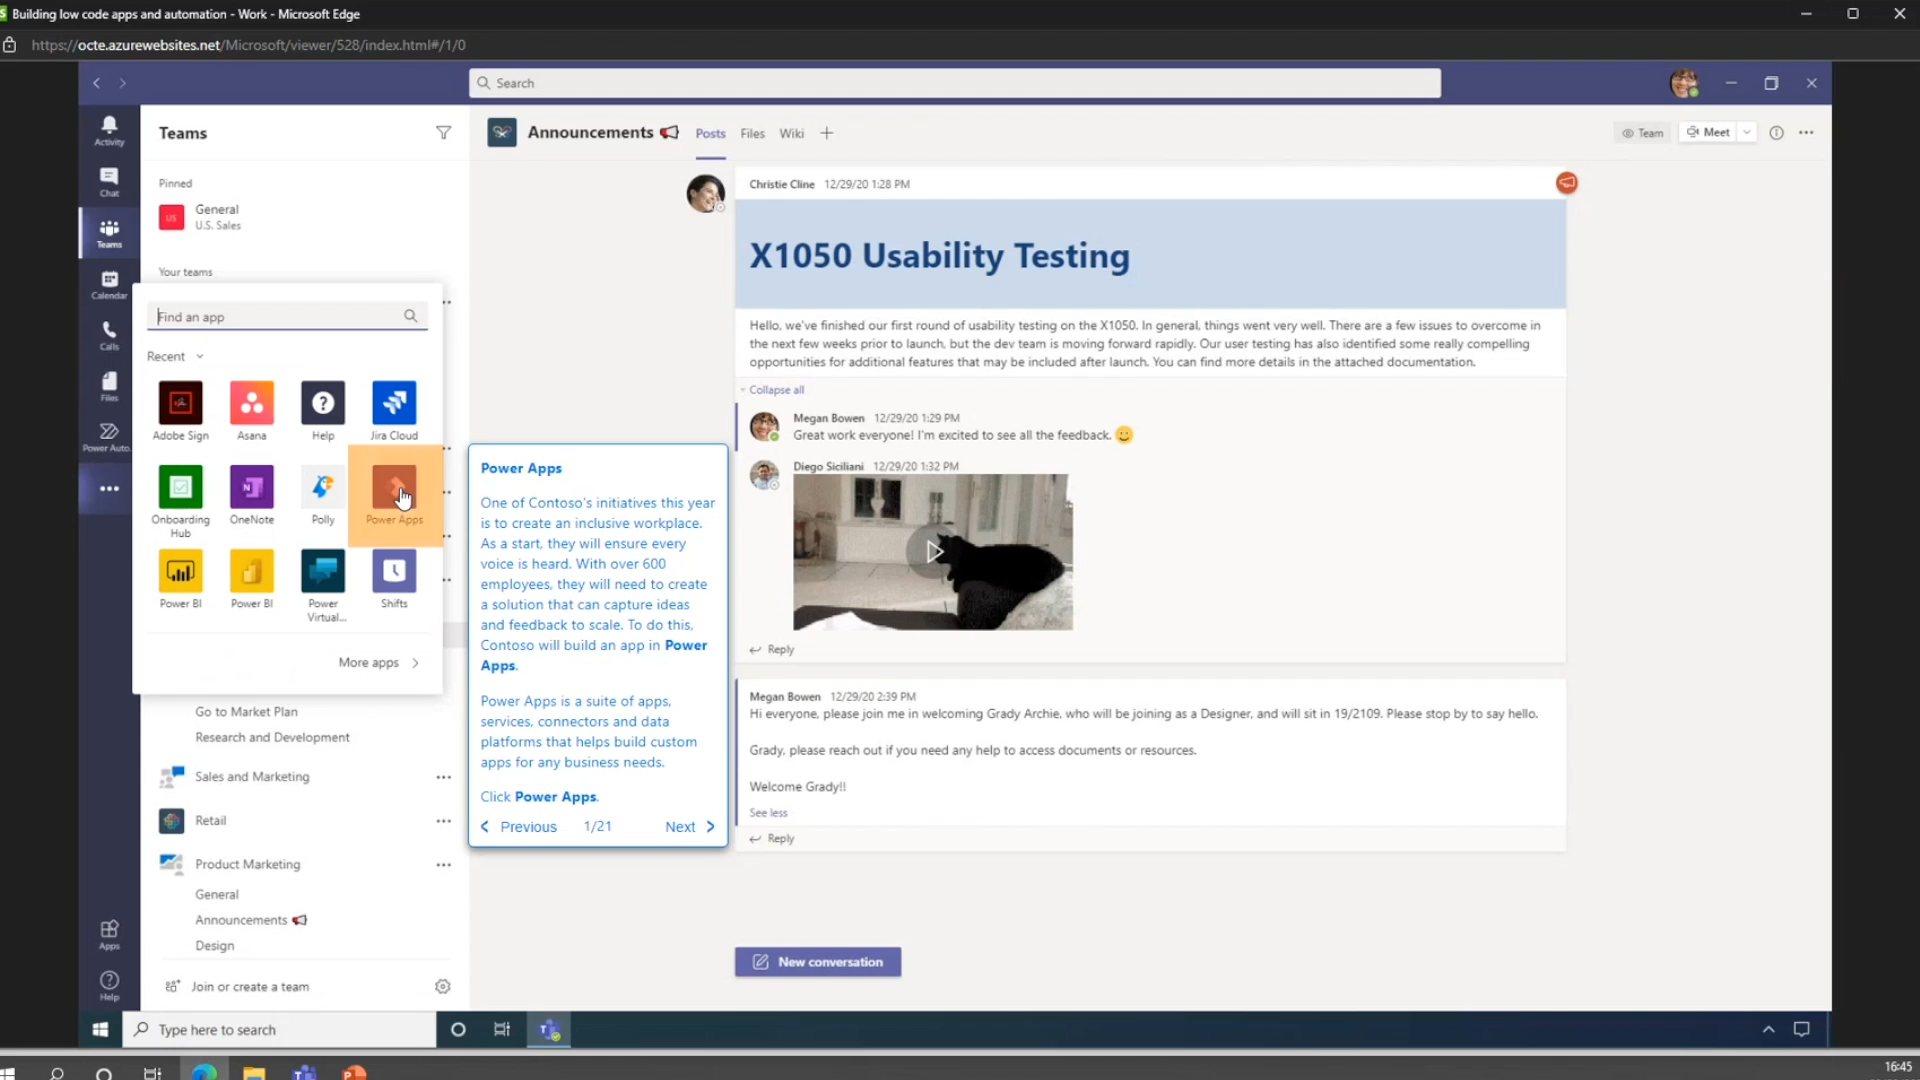 Building low code apps and automation - Work - Microsoft Edge
https://octe.azurewebsites.net/Microsoft/viewer/528/index.html#/1/0
Search
Activity
Chat
Teams
Calendar
Calls
Files
Power Auto.
Apps
Help
Teams
Pinned
US
General
U.S. Sales
Your teams
Find an app
Recent
Adobe Sign
Asana
Help
Jira Cloud
Onboarding
Hub
OneNote
Polly
Power Apps
Power BI
Power BI
Power
Virtual...
Shifts
More apps
Go to Market Plan
Research and Development
Sales and Marketing
Retail
Product Marketing
General
Announcements
Design
Join or create a team
Power Apps
One of Contoso's initiatives this year
is to create an inclusive workplace.
As a start, they will ensure every
voice is heard. With over 600
employees, they will need to create
a solution that can capture ideas
and feedback to scale. To do this,
Contoso will build an app in Power
Apps.
Power Apps is a suite of apps,
services, connectors and data
platforms that helps build custom
apps for any business needs.
Click Power Apps.
Previous 1/21 Next
Announcements Posts Files Wiki
Team Meet
Christie Cline 12/29/20 1:28 PM
X1050 Usability Testing
Hello, we've finished our first round of usability testing on the X1050. In general, things went very well. There are a few issues to overcome in
the next few weeks prior to launch, but the dev team is moving forward rapidly. Our user testing has also identified some really compelling
opportunities for additional features that may be included after launch. You can find more details in the attached documentation.
Collapse all
Megan Bowen 12/29/20 1:29 PM
Great work everyone! I'm excited to see all the feedback.
Diego Siciliani 12/29/20 1:32 PM
Reply
Megan Bowen 12/29/20 2:39 PM
Hi everyone, please join me in welcoming Grady Archie, who will be joining as a Designer, and will sit in 19/2109. Please stop by to say hello.
Grady, please reach out if you need any help to access documents or resources.
Welcome Grady!!
See less
Reply
New conversation
Type here to search
16:45